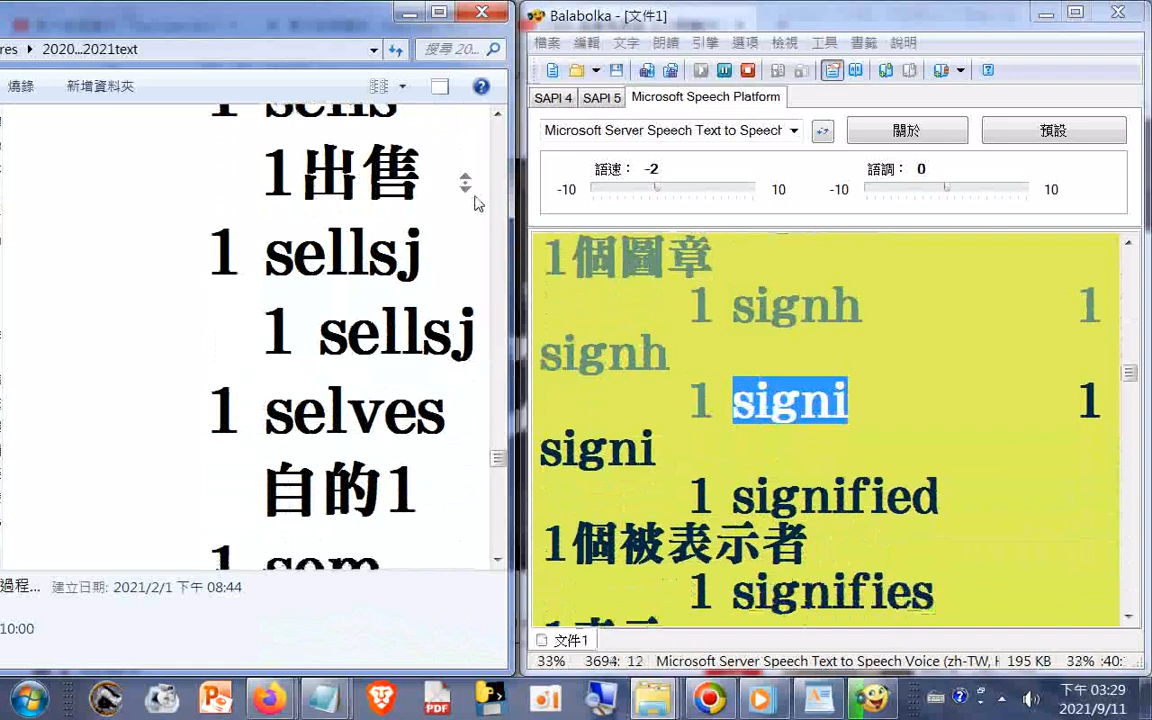 res ▸ 2020...2021text
搜尋 20...
燒錄 新增資料夾
1 sells
1出售
1 sellsj
1 sellsj
1 selves
自的1
1 sem
過程... 建立日期: 2021/2/1 下午 08:44
10:00
Balabolka - [文件1]
檔案 編輯 文字 朗讀 引擎 選項 檢視 工具 書籤 說明
SAPI 4 SAPI 5 Microsoft Speech Platform
Microsoft Server Speech Text to Speech
關於 預設
語速： -2 語調： 0
-10 10 -10 10
1個圖章
1 signh 1
signh
1 signi 1
signi
1 signified
1個被表示者
1 signifies
1表示
文件1
33% 3694: 12 Microsoft Server Speech Text to Speech Voice (zh-TW, H 195 KB 33% :40:
PDF
下午 03:29
2021/9/11